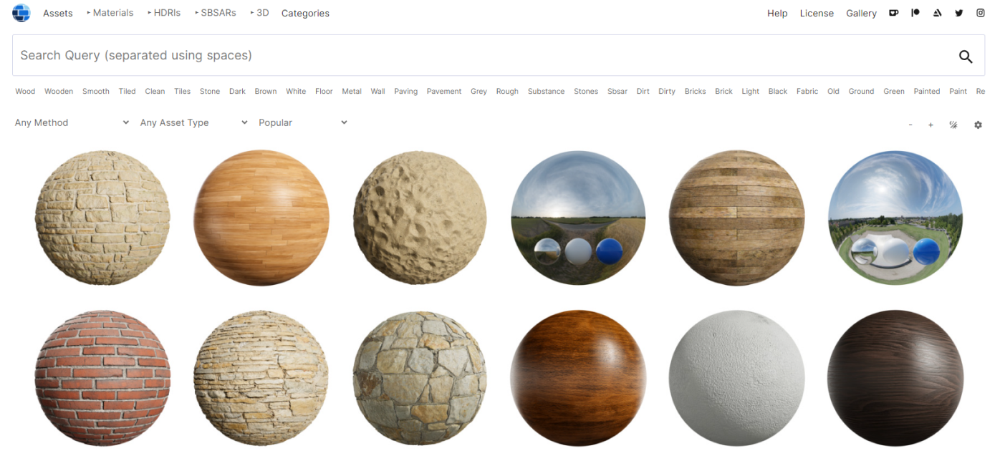 Assets ▸ Materials ▸ HDRIs ▸ SBSARs ▸ 3D Categories Help License Gallery
Search Query (separated using spaces)
Wood Wooden Smooth Tiled Clean Tiles Stone Dark Brown White Floor Metal Wall Paving Pavement Grey Rough Substance Stones Sbsar Dirt Dirty Bricks Brick Light Black Fabric Old Ground Green Painted Paint Re
Any Method Any Asset Type Popular - +